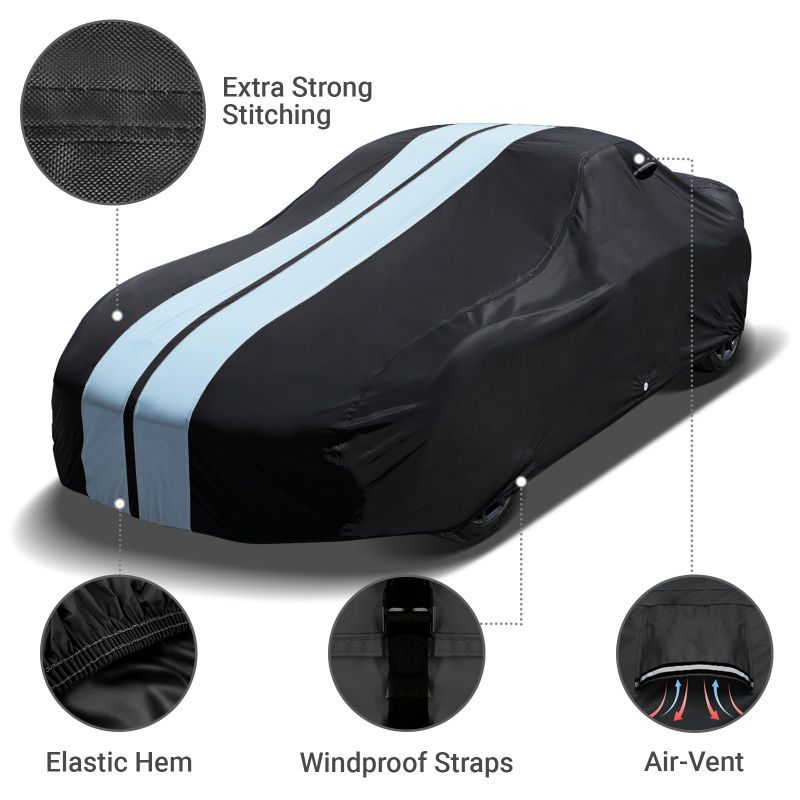 Extra Strong
Stitching
Elastic Hem
Windproof Straps
Air-Vent